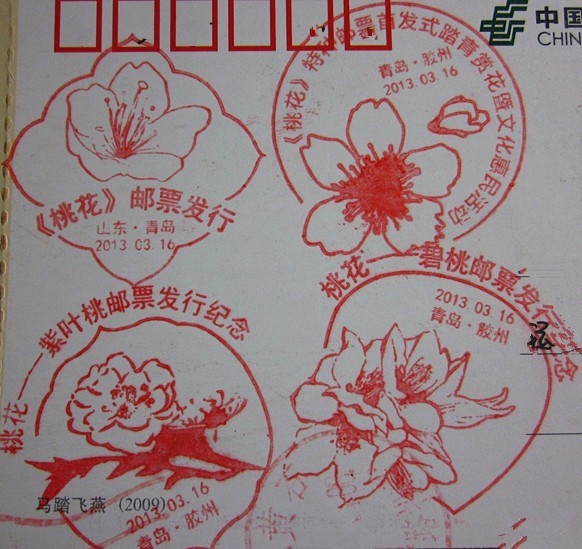 中国
CHIN
《桃花》邮票发行
山东·青岛
2013 03.16
《桃花》特种邮票首发式踏青赏花暨文化惠民活动
青岛·胶州
2013.03.16
桃花——紫叶桃邮票发行纪念
2013.03.16
青岛·胶州
桃花——碧桃邮票发行纪念
2013 03.16
青岛·胶州
马踏飞燕 (2009)